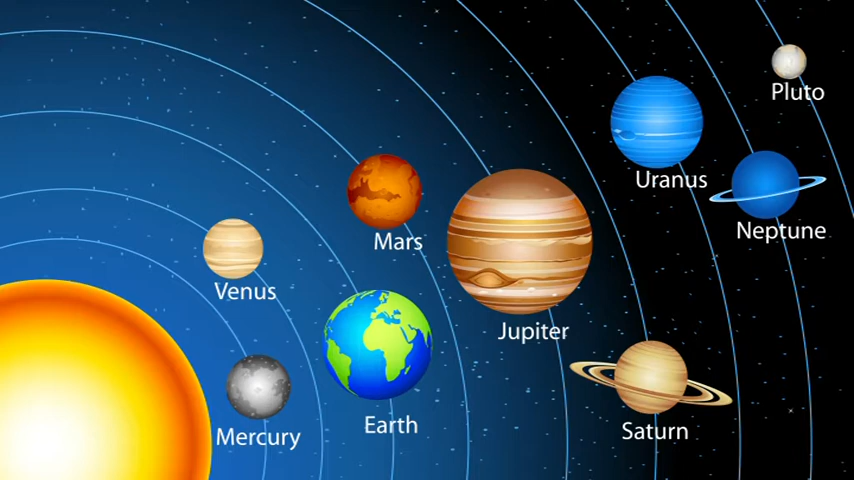 Pluto
Uranus
Neptune
Mars
Venus
Jupiter
Earth
Saturn
Mercury